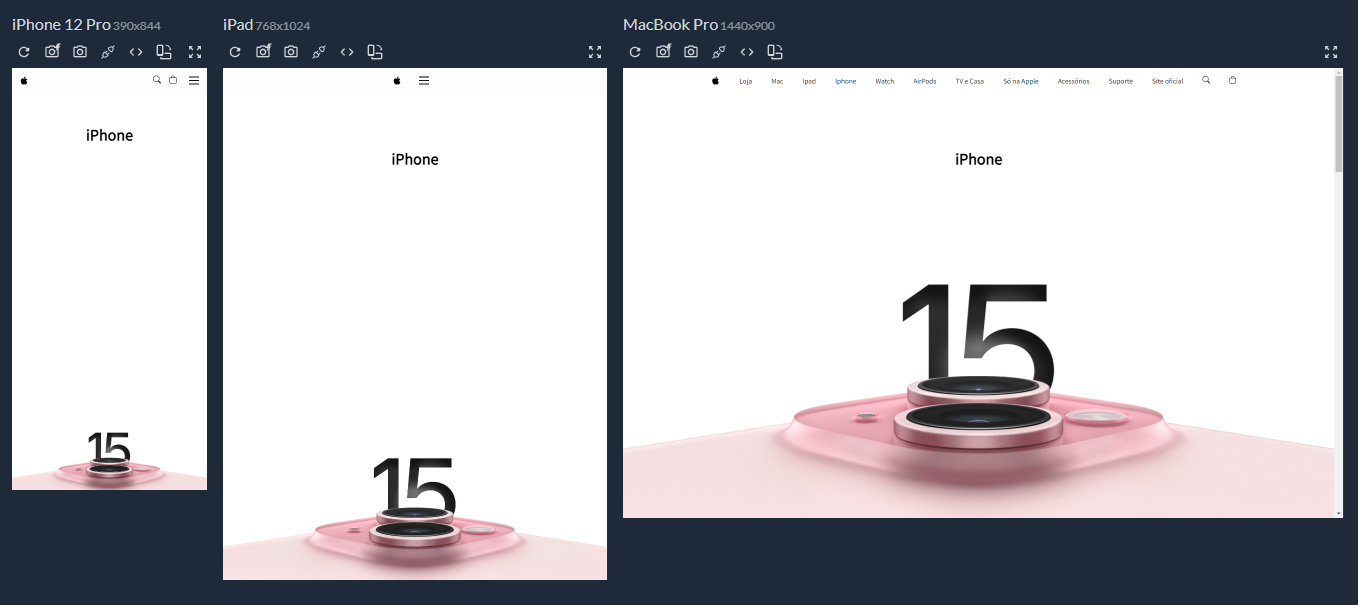 iPhone 12 Pro 390x844
iPad 768x1024
MacBook Pro 1440x900
Loja Mac Ipad Iphone Watch AirPods TV e Casa Só na Apple Acessórios Suporte Site oficial
iPhone
iPhone
iPhone
15
15
15